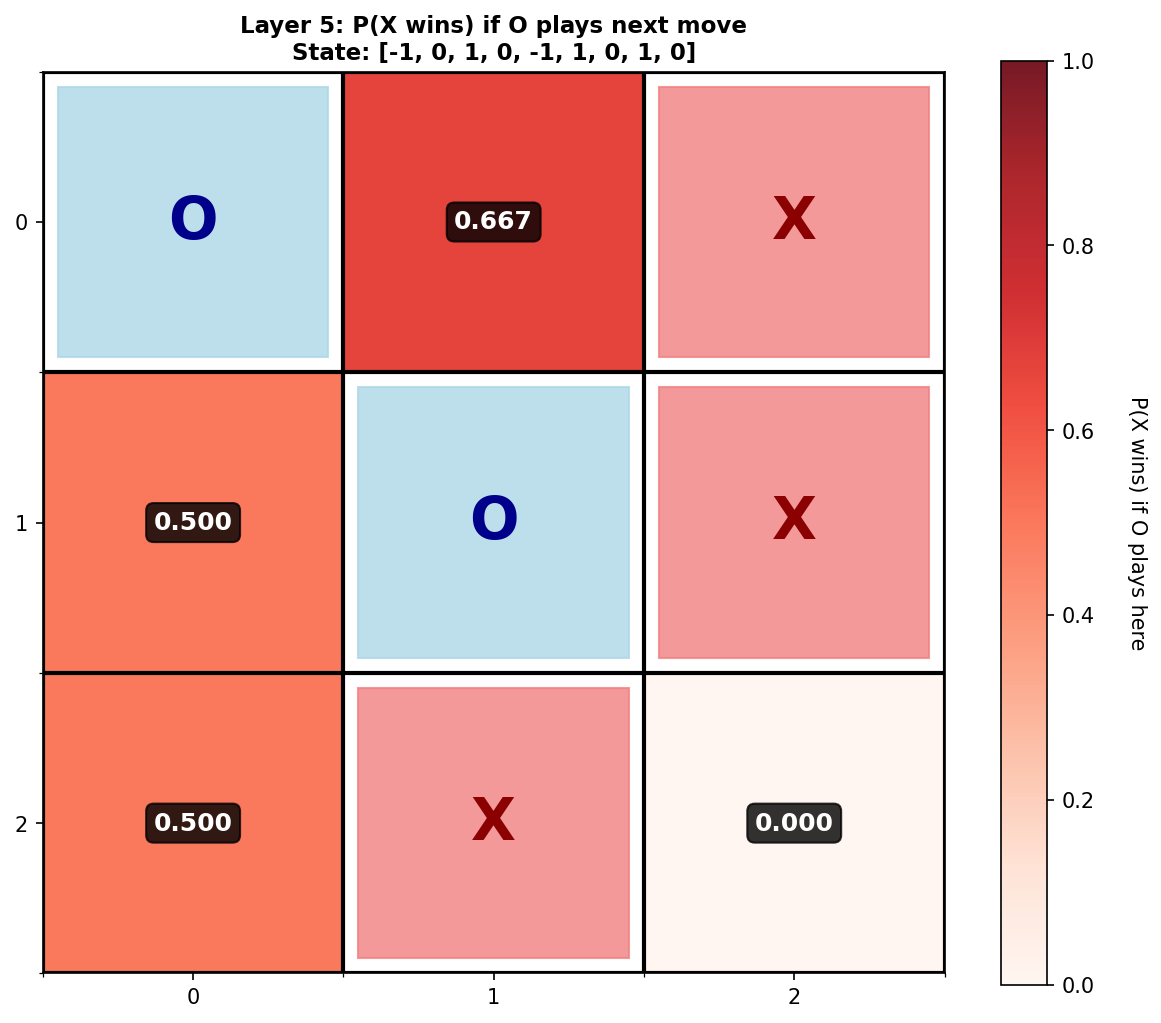 Layer 5: P(X wins) if O plays next move
State: [-1, 0, 1, 0, -1, 1, 0, 1, 0]
0
O
0.667
X
1
0.500
O
X
2
0.500
X
0.000
0
1
2
1.0
0.8
0.6
0.4
0.2
0.0
P(X wins) if O plays here